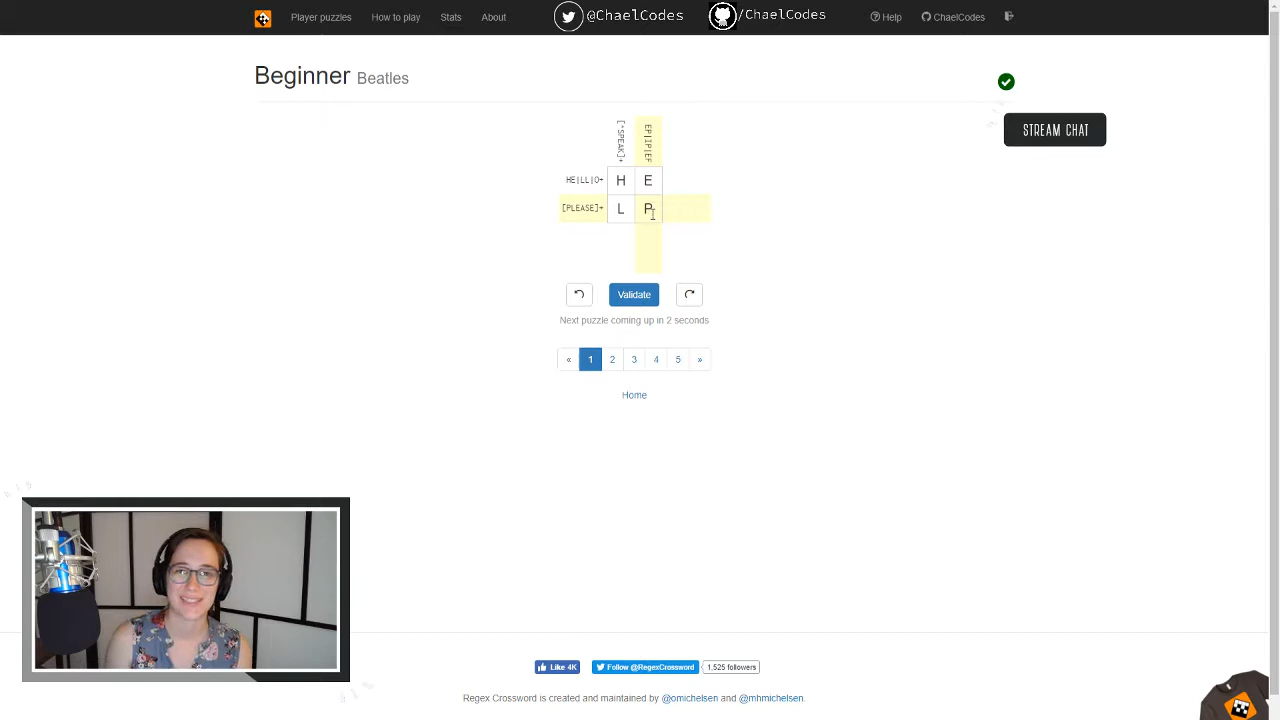 Player puzzles How to play Stats About @ChaelCodes /ChaelCodes Help ChaelCodes
Beginner Beatles
STREAM CHAT
[^SPEAK]+
EP|IP|EF
HE|LL|O+ H E
[PLEASE]+ L P
Validate
Next puzzle coming up in 2 seconds
« 1 2 3 4 5 »
Home
Like 4K Follow @RegexCrossword 1,525 followers
Regex Crossword is created and maintained by @omichelsen and @mhmichelsen.